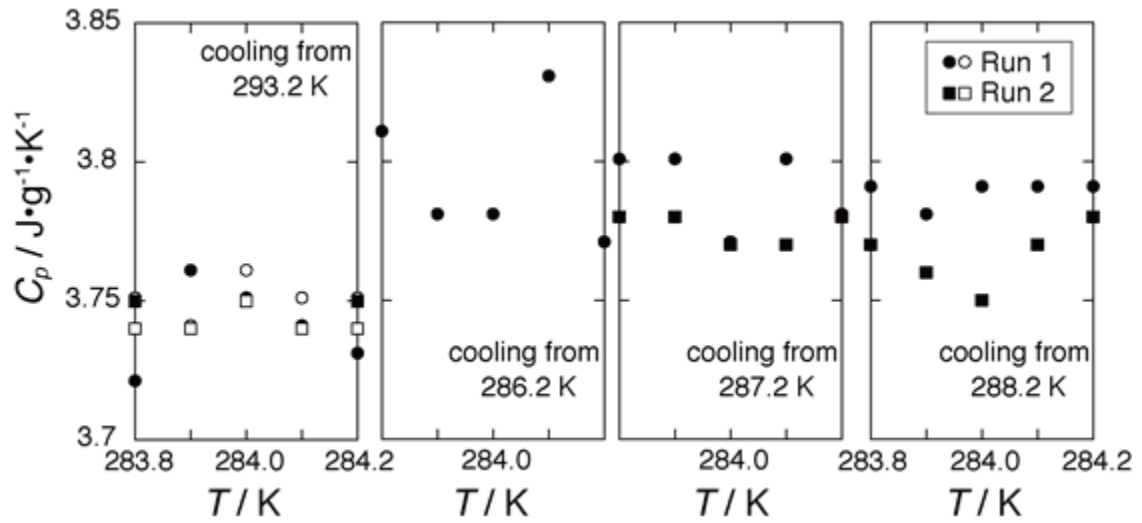 3.85
3.8
3.75
3.7
Cp / J•g-1•K-1
cooling from
293.2 K
cooling from
286.2 K
cooling from
287.2 K
cooling from
288.2 K
Run 1
Run 2
283.8 284.0 284.2 284.0 284.0 283.8 284.0 284.2
T / K T / K T / K T / K